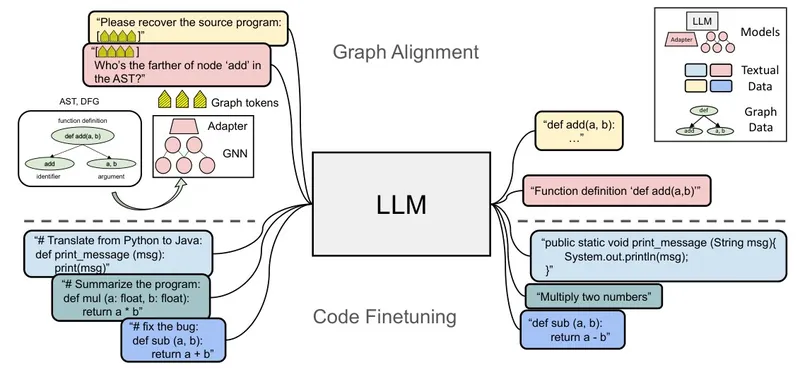 “Please recover the source program:
[ ]”
“[ ]
Who's the farther of node ‘add’ in
the AST?”
Graph Alignment
AST, DFG
function definition
def add(a, b)
add
a, b
identifier
argument
Graph tokens
Adapter
GNN
LLM
“def add(a, b):
…”
“Function definition ‘def add(a,b)’”
LLM
Adapter
Models
Textual
Data
def
add
a, b
Graph
Data
“# Translate from Python to Java:
def print_message (msg):
print(msg)”
“# Summarize the program:
def mul (a: float, b: float):
return a * b”
“# fix the bug:
def sub (a, b):
return a + b”
Code Finetuning
“public static void print_message (String msg){
System.out.println(msg);
}”
“Multiply two numbers”
“def sub (a, b):
return a - b”